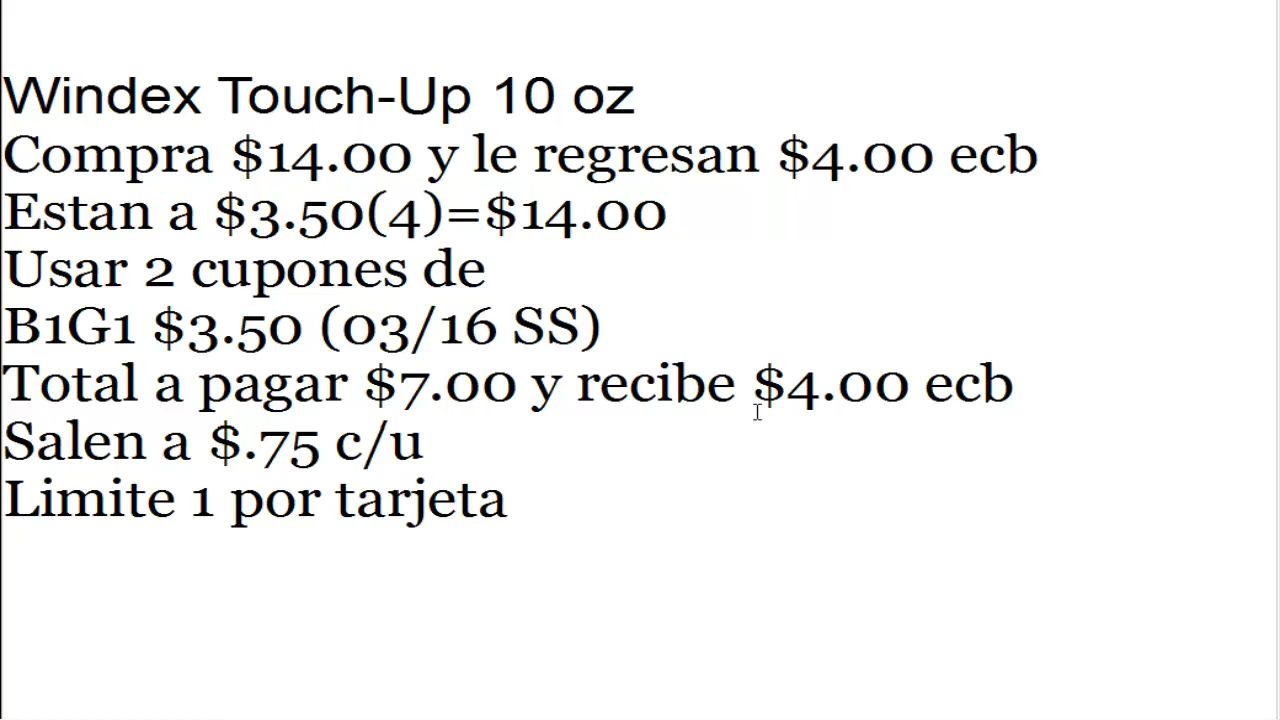 Windex Touch-Up 10 oz
Compra $14.00 y le regresan $4.00 ecb
Estan a $3.50(4)=$14.00
Usar 2 cupones de
B1G1 $3.50 (03/16 SS)
Total a pagar $7.00 y recibe $4.00 ecb
Salen a $.75 c/u
Limite 1 por tarjeta